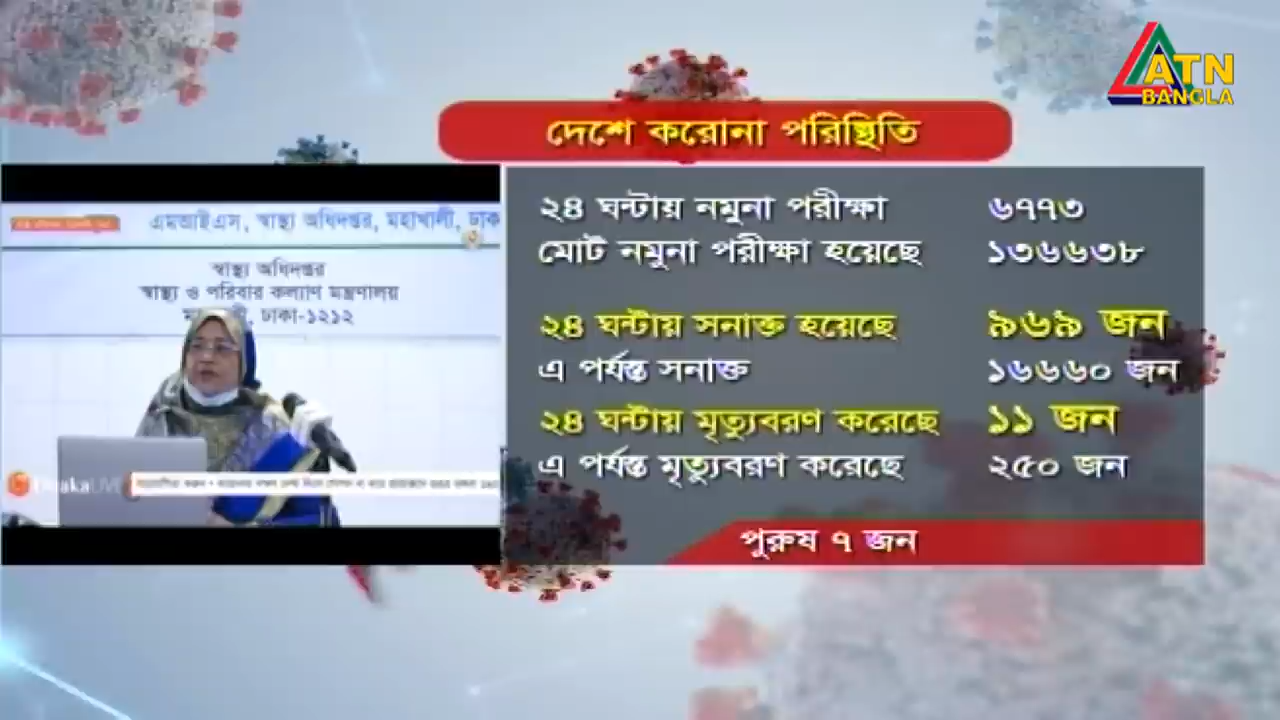 ATN
BANGLA
দেশে করোনা পরিস্থিতি
২৪ ঘন্টায় নমুনা পরীক্ষা ৬৭৭৩
মোট নমুনা পরীক্ষা হয়েছে ১৩৬৬৩৮
২৪ ঘন্টায় সনাক্ত হয়েছে ৯৬৯ জন
এ পর্যন্ত সনাক্ত ১৬৬৬০ জন
২৪ ঘন্টায় মৃত্যুবরণ করেছে ১১ জন
এ পর্যন্ত মৃত্যুবরণ করেছে ২৫০ জন
পুরুষ ৭ জন
এমআইএস, স্বাস্থ্য অধিদপ্তর, মহাখালী, ঢাক
স্বাস্থ্য অধিদপ্তর
স্বাস্থ্য ও পরিবার কল্যাণ মন্ত্রণালয়
ঢাকা-১২১২